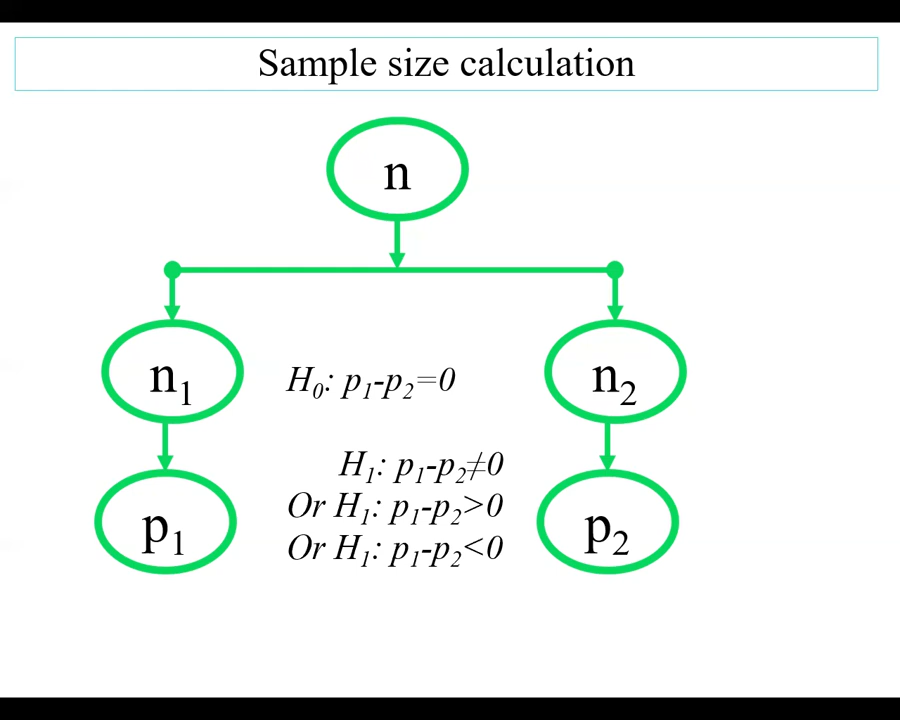 Sample size calculation
n
n₁
H₀: p₁-p₂=0
n₂
H₁: p₁-p₂≠0
Or H₁: p₁-p₂>0
Or H₁: p₁-p₂<0
p₁
p₂